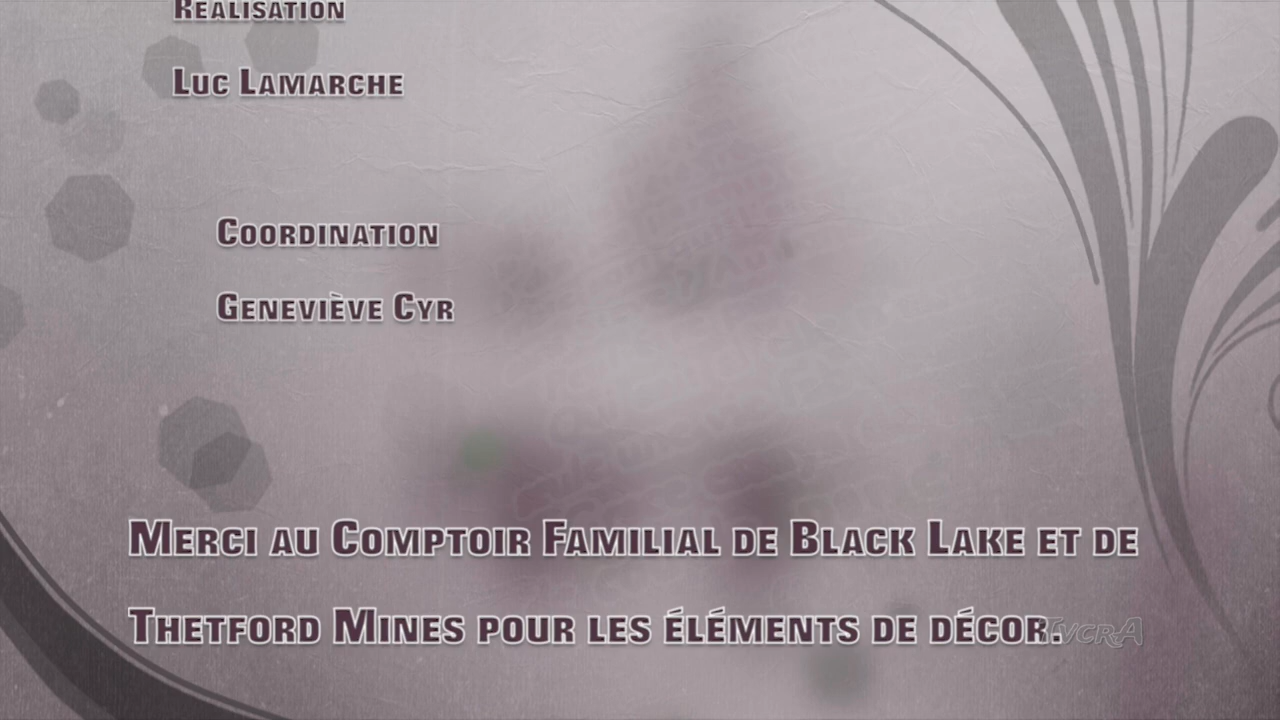 Réalisation
Luc Lamarche
Coordination
Geneviève Cyr
Merci au Comptoir Familial de Black Lake et de
Thetford Mines pour les éléments de décor.
TVCRA